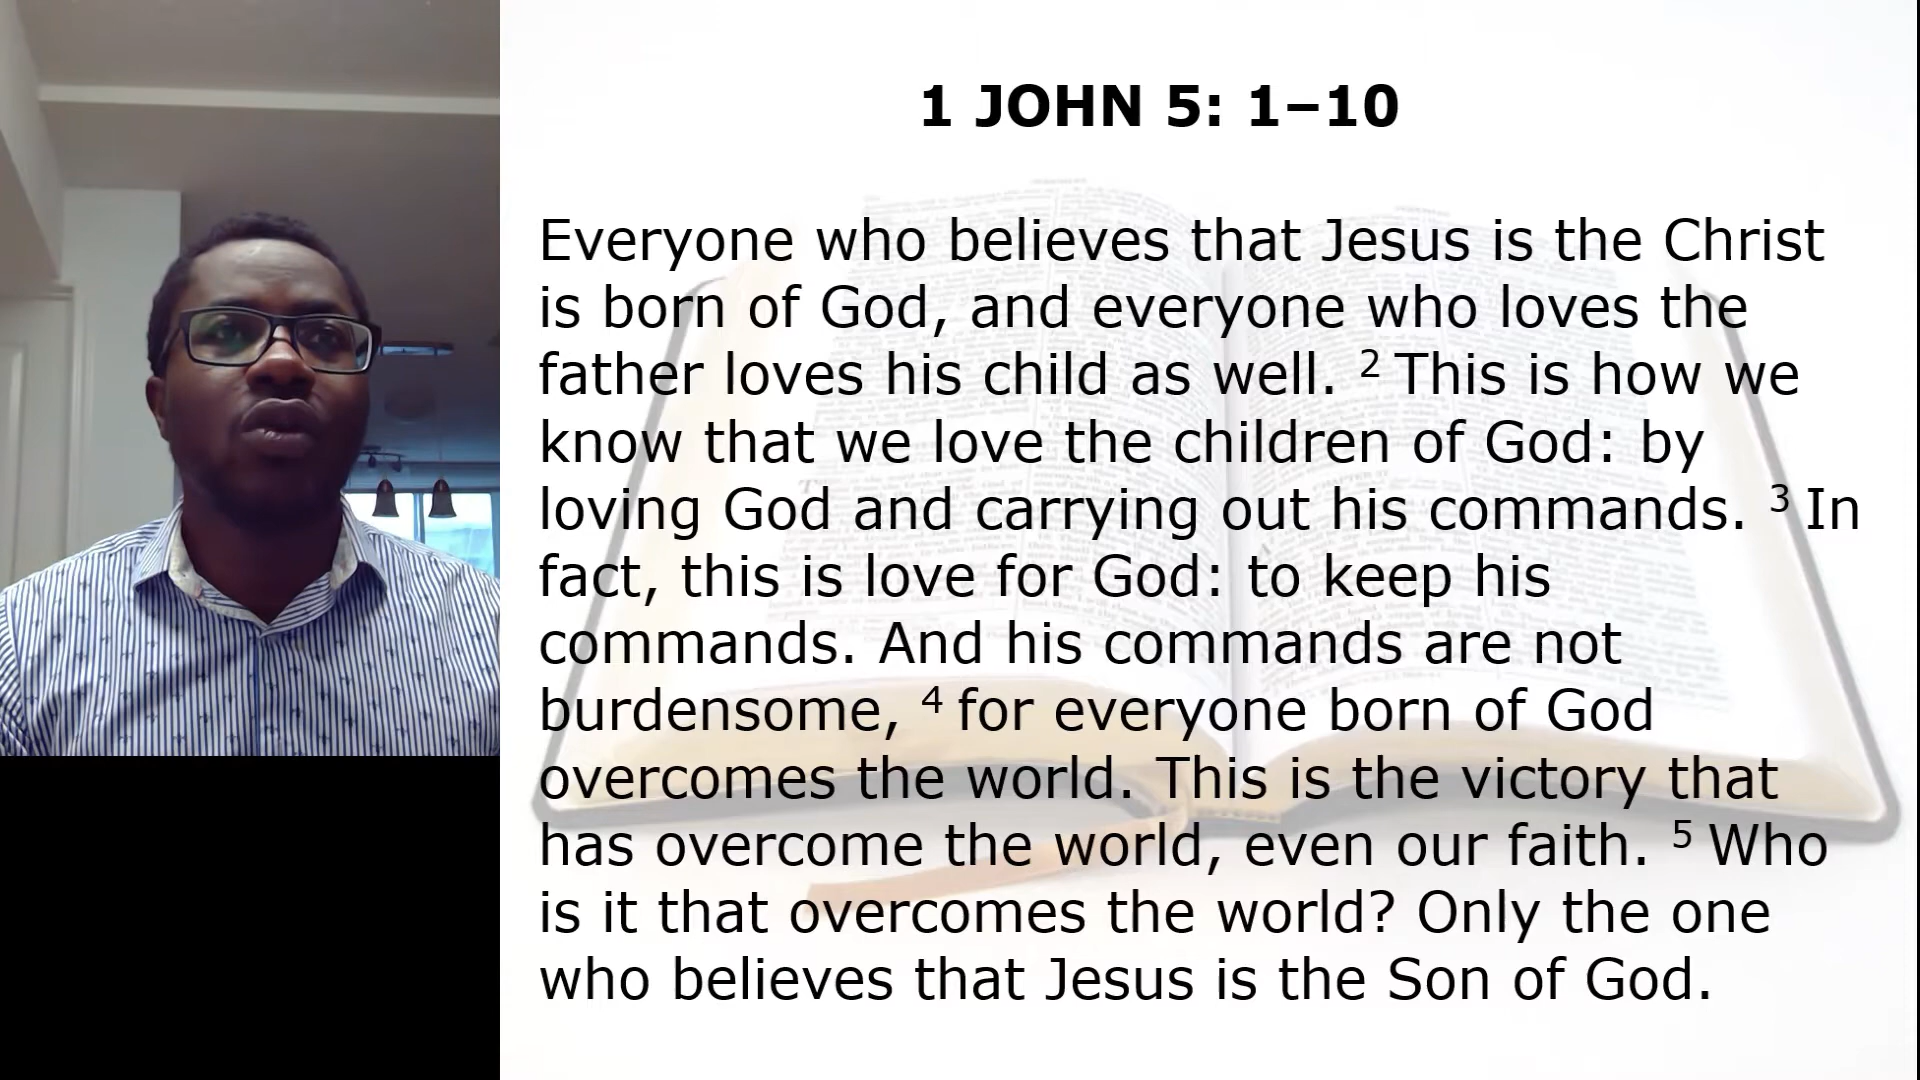 1 JOHN 5: 1–10
Everyone who believes that Jesus is the Christ
is born of God, and everyone who loves the
father loves his child as well. ² This is how we
know that we love the children of God: by
loving God and carrying out his commands. ³ In
fact, this is love for God: to keep his
commands. And his commands are not
burdensome, ⁴ for everyone born of God
overcomes the world. This is the victory that
has overcome the world, even our faith. ⁵ Who
is it that overcomes the world? Only the one
who believes that Jesus is the Son of God.